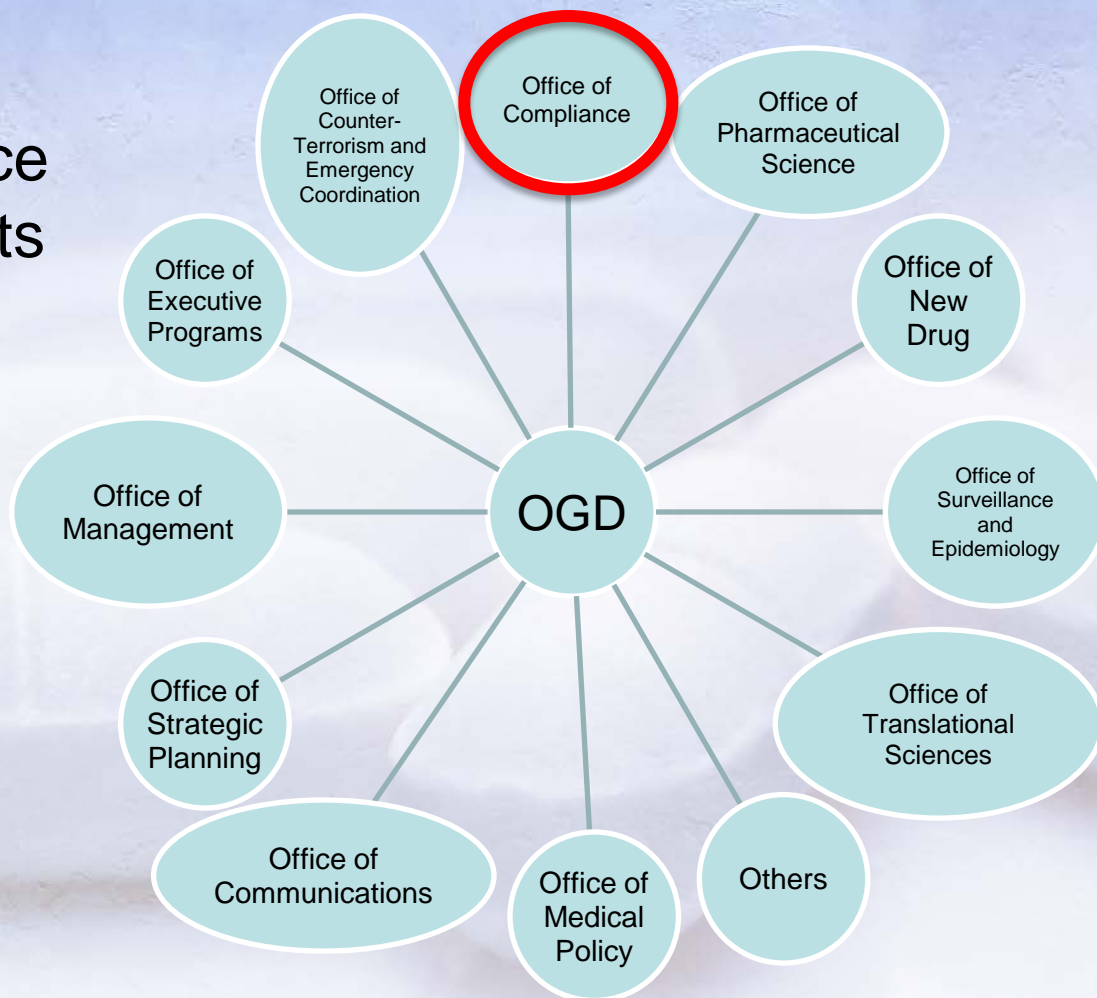 Office of
Compliance
Office of
Pharmaceutical
Science
Office of
New
Drug
Office of
Surveillance
and
Epidemiology
Office of
Translational
Sciences
Others
Office of
Medical
Policy
Office of
Communications
Office of
Strategic
Planning
Office of
Management
Office of
Executive
Programs
Office of
Counter-
Terrorism and
Emergency
Coordination
OGD